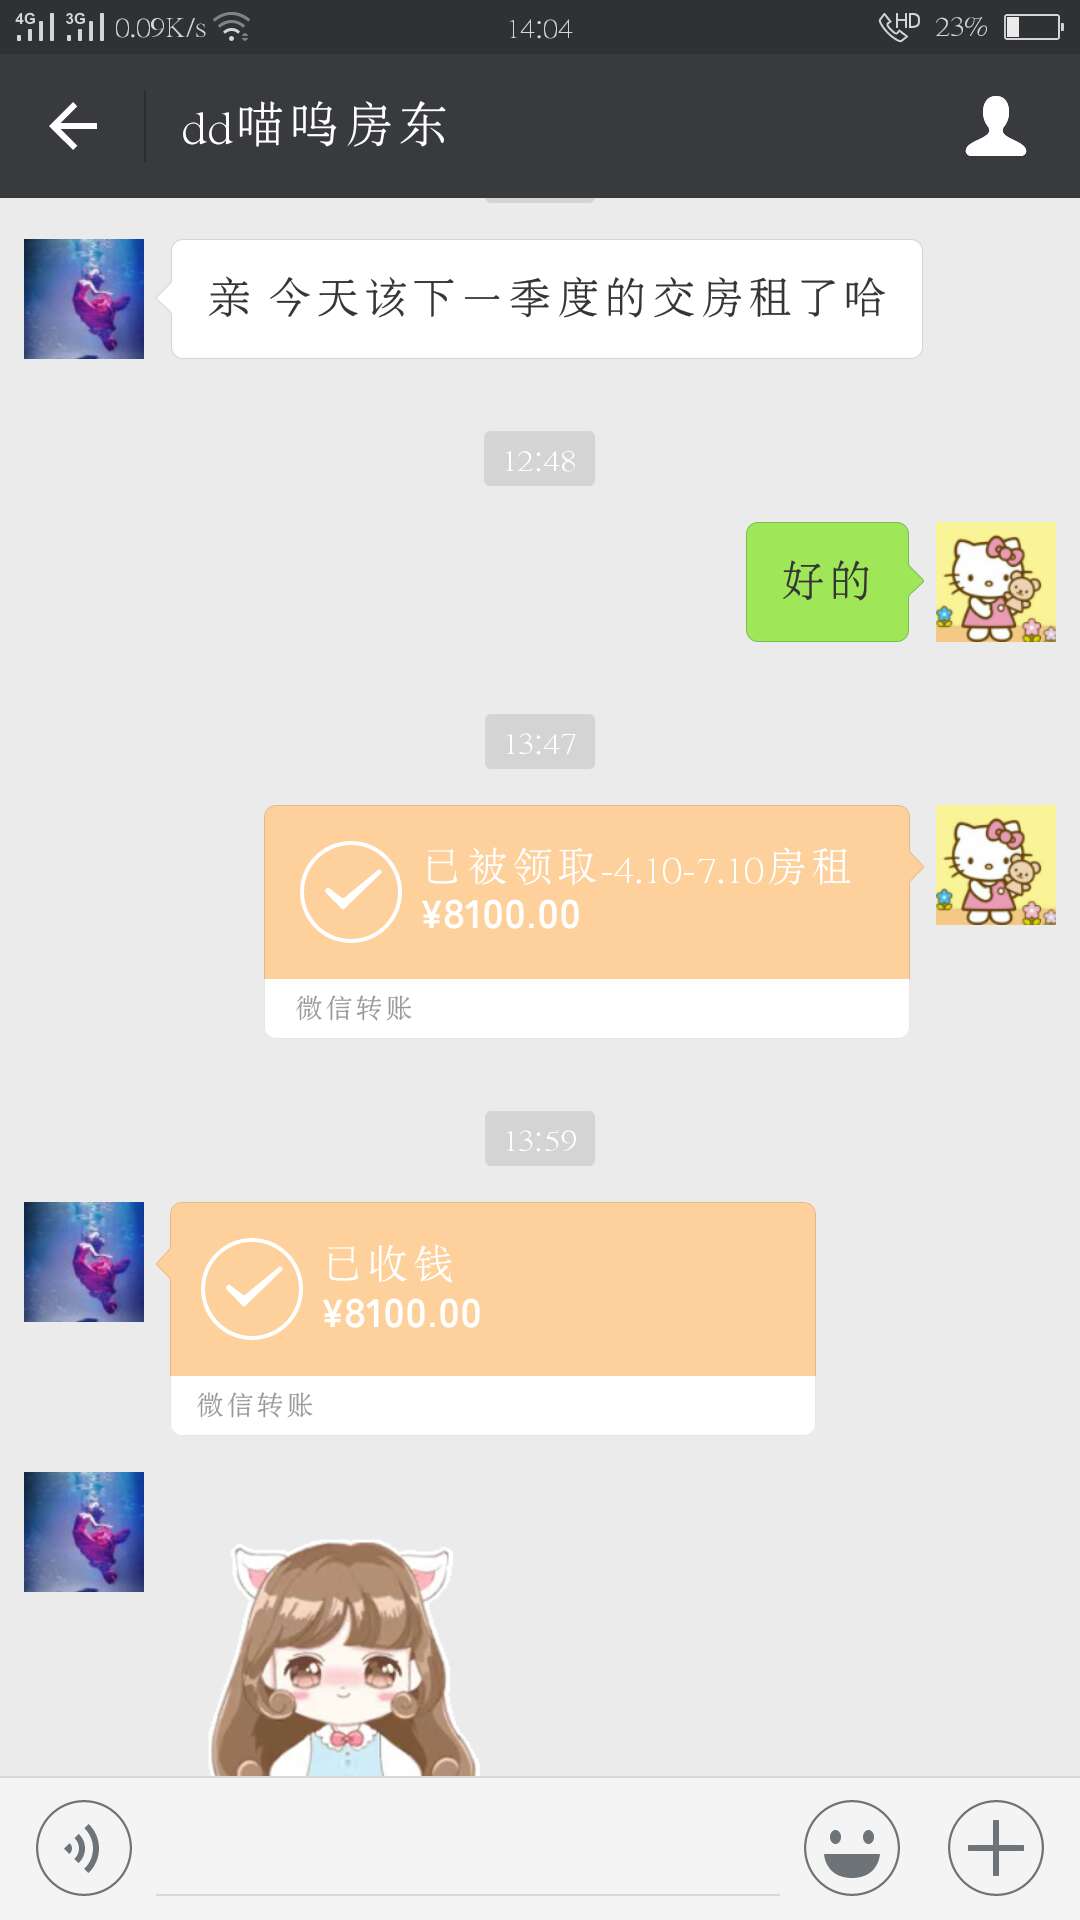 4G 3G 0.09K/s 14:04 HD 23%
dd喵呜房东
亲 今天该下一季度的交房租了哈
12:48
好的
13:47
已被领取-4.10-7.10房租
¥8100.00
微信转账
13:59
已收钱
¥8100.00
微信转账